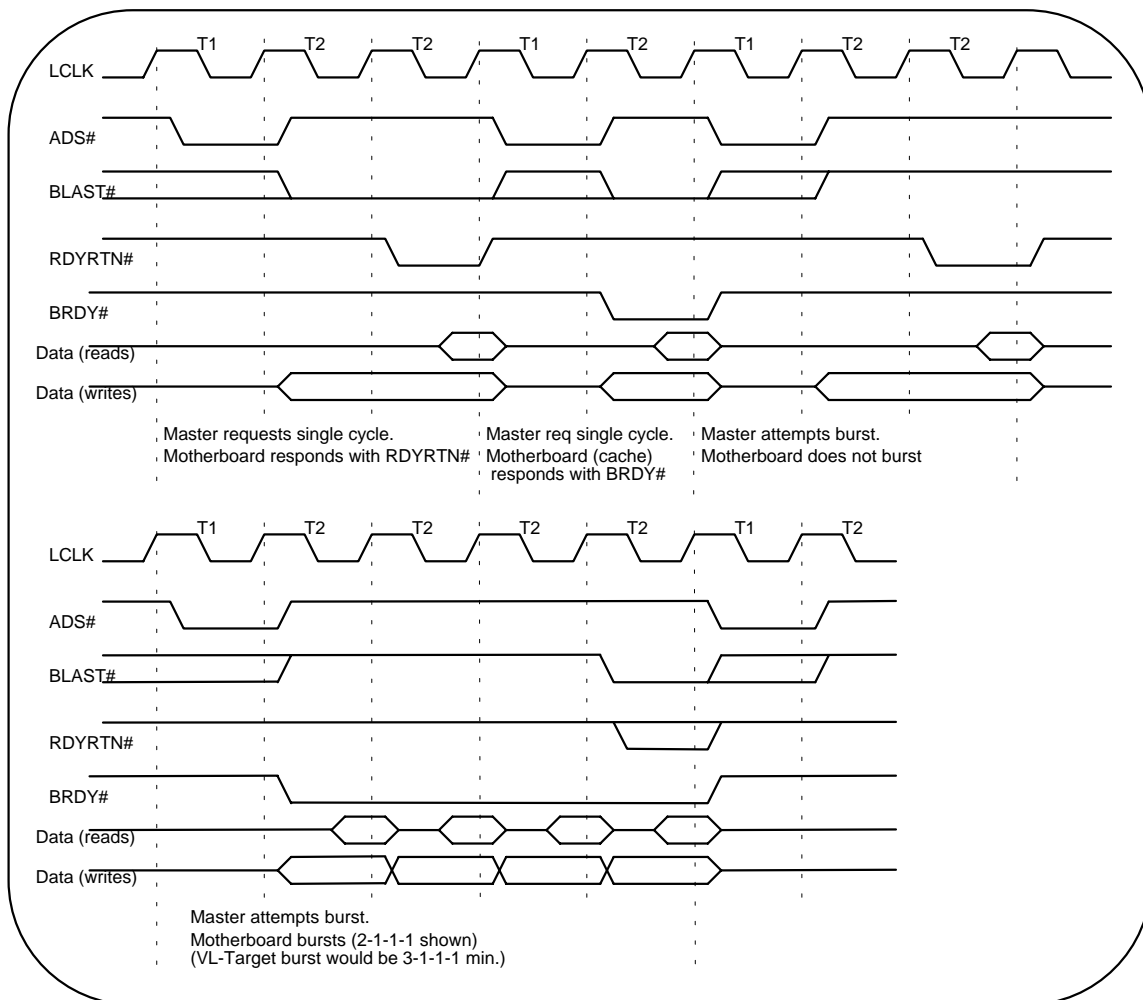 T1 T2 T2 T1 T2 T1 T2 T2
LCLK
ADS#
BLAST#
RDYRTN#
BRDY#
Data (reads)
Data (writes)
Master requests single cycle.
Motherboard responds with RDYRTN#
Master req single cycle.
Motherboard (cache)
responds with BRDY#
Master attempts burst.
Motherboard does not burst
T1 T2 T2 T2 T2 T1 T2
LCLK
ADS#
BLAST#
RDYRTN#
BRDY#
Data (reads)
Data (writes)
Master attempts burst.
Motherboard bursts (2-1-1-1 shown)
(VL-Target burst would be 3-1-1-1 min.)